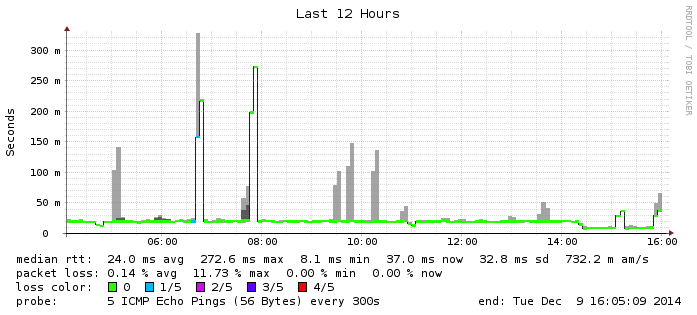 Last 12 Hours
RRDTOOL / TOBI OETIKER
Seconds
300 m
250 m
200 m
150 m
100 m
50 m
0
06:00 08:00 10:00 12:00 14:00 16:00
median rtt: 24.0 ms avg 272.6 ms max 8.1 ms min 37.0 ms now 32.8 ms sd 732.2 m am/s
packet loss: 0.14 % avg 11.73 % max 0.00 % min 0.00 % now
loss color: 0 1/5 2/5 3/5 4/5
probe: 5 ICMP Echo Pings (56 Bytes) every 300s end: Tue Dec 9 16:05:09 2014